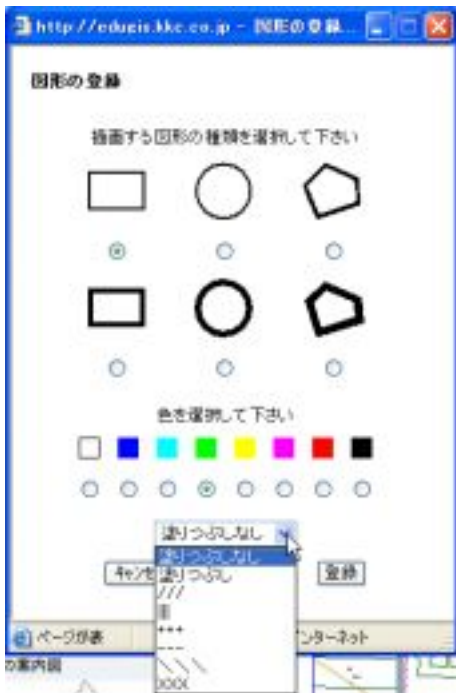 http://edugis.kkc.co.jp - 図形の登録...
図形の登録
描画する図形の種類を選択して下さい
色を選択して下さい
塗りつぶしなし
塗りつぶしなし
キャンセ
塗りつぶし
登録
///
|||
+++
---
\ \ \
XXX
ページが表
ンターネット
の案内図